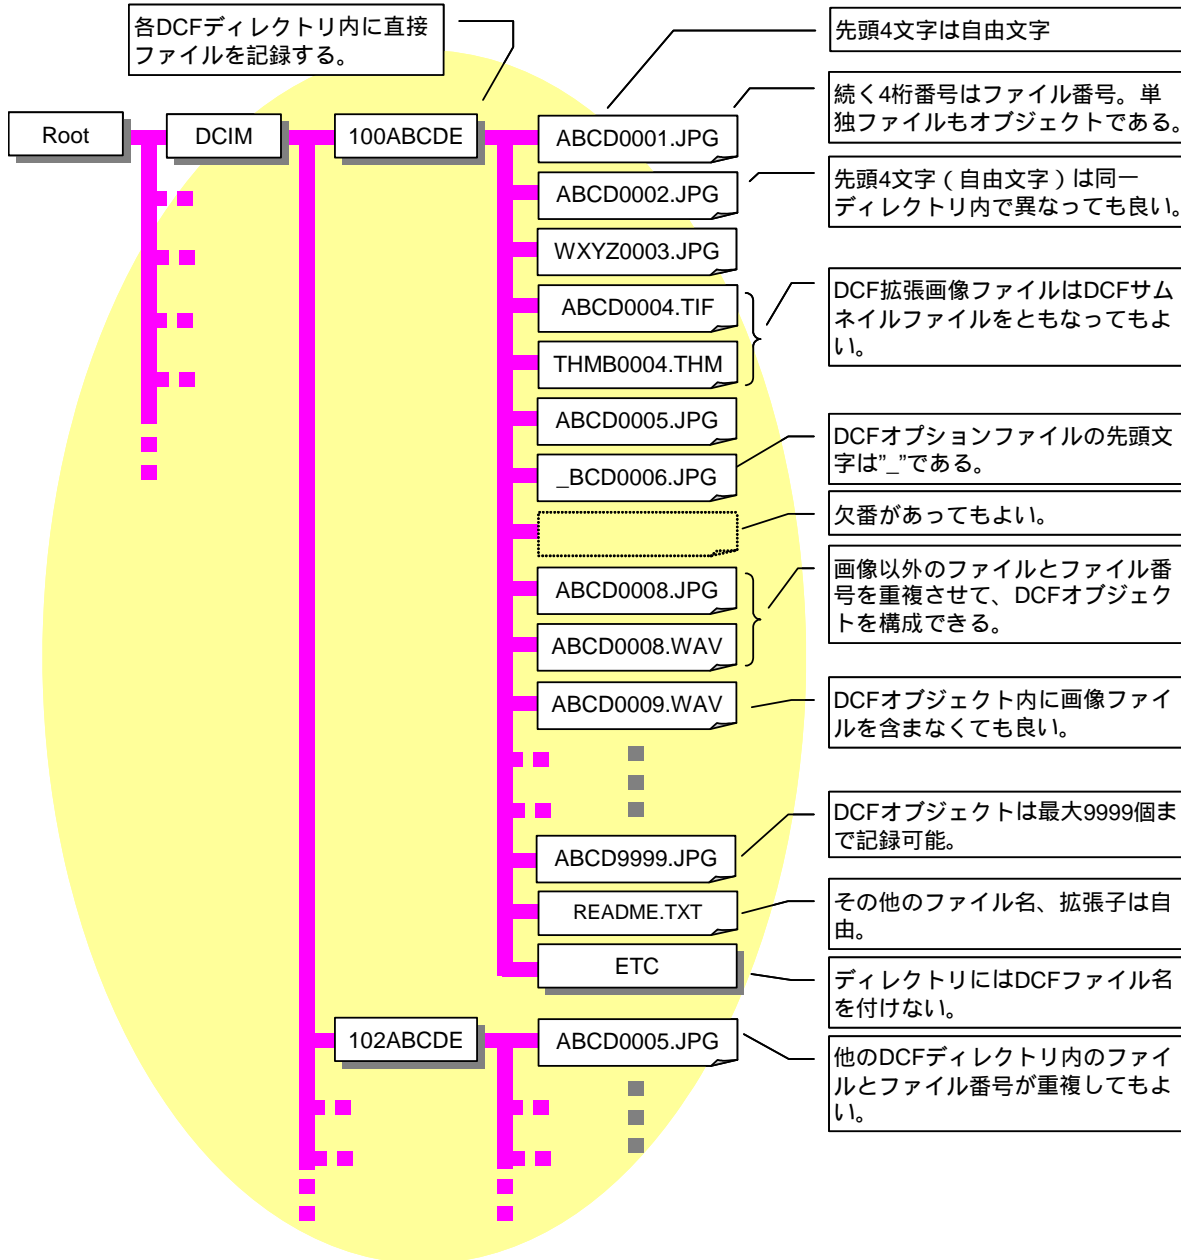 各DCFディレクトリ内に直接
ファイルを記録する。
Root
DCIM
100ABCDE
ABCD0001.JPG
ABCD0002.JPG
WXYZ0003.JPG
ABCD0004.TIF
THMB0004.THM
ABCD0005.JPG
_BCD0006.JPG
ABCD0008.JPG
ABCD0008.WAV
ABCD0009.WAV
ABCD9999.JPG
README.TXT
ETC
102ABCDE
ABCD0005.JPG
先頭4文字は自由文字
続く4桁番号はファイル番号。単
独ファイルもオブジェクトである。
先頭4文字（自由文字）は同一
ディレクトリ内で異なっても良い。
DCF拡張画像ファイルはDCFサム
ネイルファイルをともなってもよ
い。
DCFオプションファイルの先頭文
字は”_”である。
欠番があってもよい。
画像以外のファイルとファイル番
号を重複させて、DCFオブジェク
トを構成できる。
DCFオブジェクト内に画像ファイ
ルを含まなくても良い。
DCFオブジェクトは最大9999個ま
で記録可能。
その他のファイル名、拡張子は自
由。
ディレクトリにはDCFファイル名
を付けない。
他のDCFディレクトリ内のファイ
ルとファイル番号が重複してもよ
い。